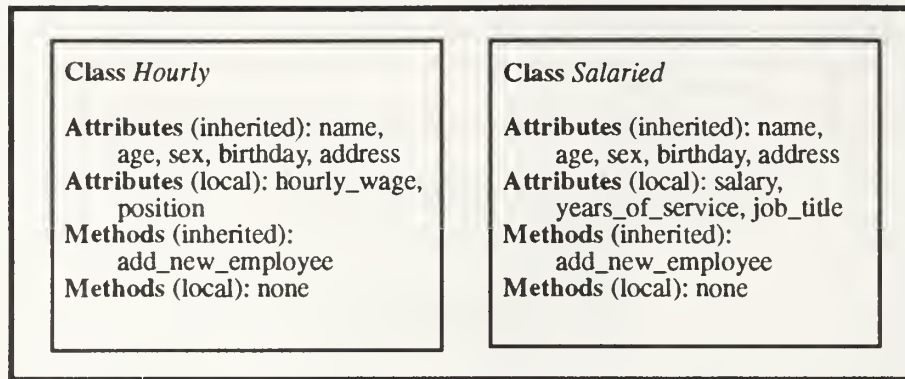 Class Hourly
Attributes (inherited): name,
age, sex, birthday, address
Attributes (local): hourly_wage,
position
Methods (inherited):
add_new_employee
Methods (local): none
Class Salaried
Attributes (inherited): name,
age, sex, birthday, address
Attributes (local): salary,
years_of_service, job_title
Methods (inherited):
add_new_employee
Methods (local): none